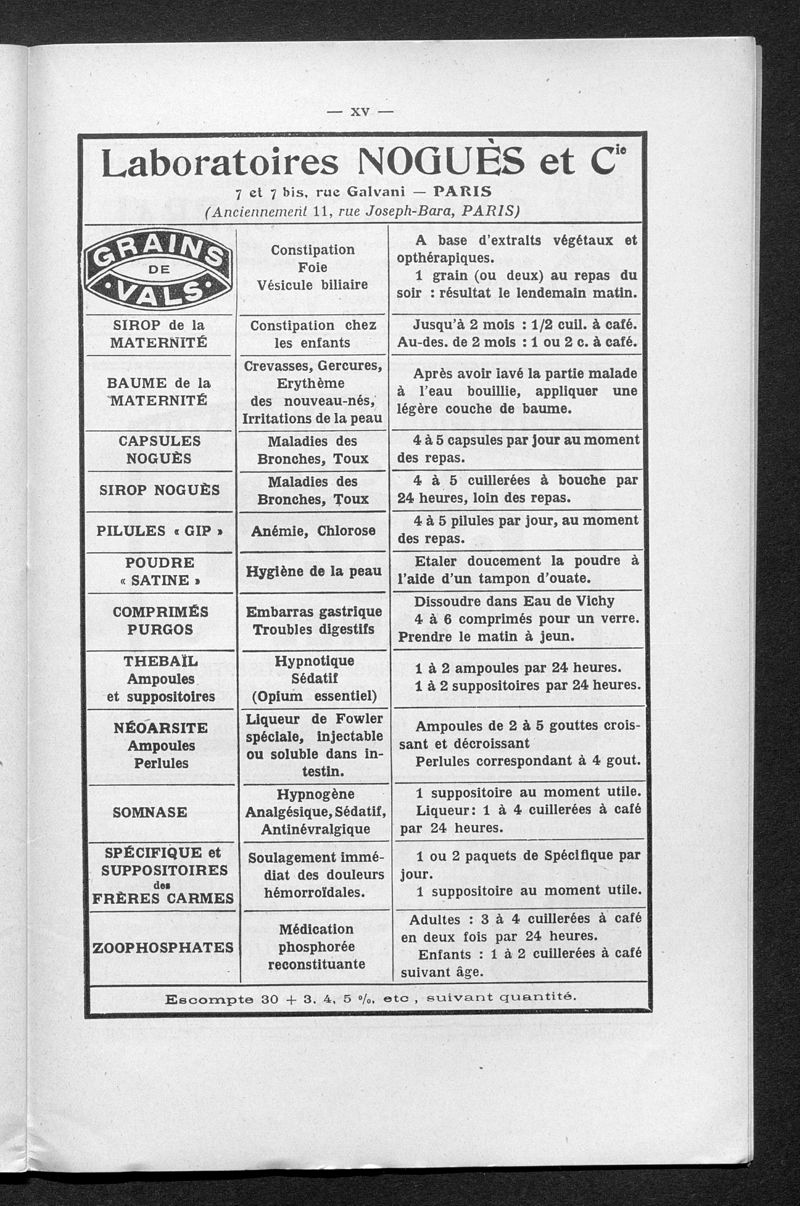 — XV —
Laboratoires NOGUÈS et Cie
7 et 7 bis, rue Galvani — PARIS
(Anciennement 11, rue Joseph-Bara, PARIS)
GRAINS
DE
VALS
Constipation
Foie
Vésicule biliaire
A base d'extraits végétaux et
opthérapiques.
1 grain (ou deux) au repas du
soir : résultat le lendemain matin.
SIROP de la
MATERNITÉ
Constipation chez
les enfants
Jusqu'à 2 mois : 1/2 cuil. à café.
Au-des. de 2 mois : 1 ou 2 c. à café.
BAUME de la
MATERNITÉ
Crevasses, Gercures,
Erythème
des nouveau-nés,
Irritations de la peau
Après avoir lavé la partie malade
à l'eau bouillie, appliquer une
légère couche de baume.
CAPSULES
NOGUÈS
Maladies des
Bronches, Toux
4 à 5 capsules par jour au moment
des repas.
SIROP NOGUÈS
Maladies des
Bronches, Toux
4 à 5 cuillerées à bouche par
24 heures, loin des repas.
PILULES « GIP »
Anémie, Chlorose
4 à 5 pilules par jour, au moment
des repas.
POUDRE
« SATINE »
Hygiène de la peau
Etaler doucement la poudre à
l'aide d'un tampon d'ouate.
COMPRIMÉS
PURGOS
Embarras gastrique
Troubles digestifs
Dissoudre dans Eau de Vichy
4 à 6 comprimés pour un verre.
Prendre le matin à jeun.
THEBAÏL
Ampoules
et suppositoires
Hypnotique
Sédatif
(Opium essentiel)
1 à 2 ampoules par 24 heures.
1 à 2 suppositoires par 24 heures.
NÉOARSITE
Ampoules
Perlules
Liqueur de Fowler
spéciale, injectable
ou soluble dans in-
testin.
Ampoules de 2 à 5 gouttes crois-
sant et décroissant
Perlules correspondant à 4 gout.
SOMNASE
Hypnogène
Analgésique, Sédatif,
Antinévralgique
1 suppositoire au moment utile.
Liqueur: 1 à 4 cuillerées à café
par 24 heures.
SPÉCIFIQUE et
SUPPOSITOIRES
des
FRÈRES CARMES
Soulagement immé-
diat des douleurs
hémorroïdales.
1 ou 2 paquets de Spécifique par
jour.
1 suppositoire au moment utile.
ZOOPHOSPHATES
Médication
phosphorée
reconstituante
Adultes : 3 à 4 cuillerées à café
en deux fois par 24 heures.
Enfants : 1 à 2 cuillerées à café
suivant âge.
Escompte 30 + 3, 4, 5 %, etc, suivant quantité.